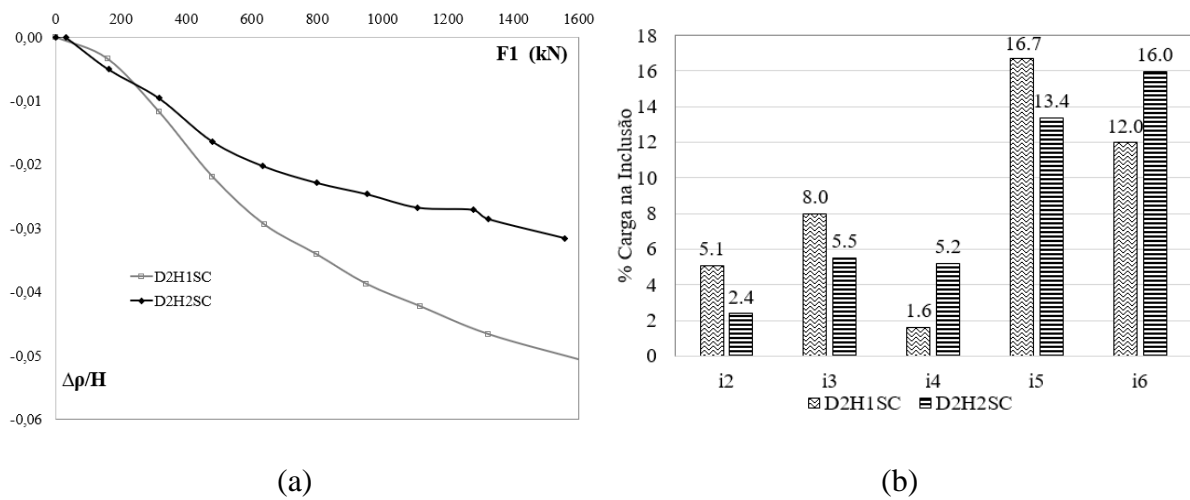 0 200 400 600 800 1000 1200 1400 1600
0,00
F1 (kN)
-0,01
-0,02
-0,03
-0,04
-0,05
-0,06
D2H1SC
D2H2SC
Δρ/H
(a)
% Carga na Inclusão
18
16
14
12
10
8
6
4
2
0
5.1
2.4
8.0
5.5
1.6
5.2
16.7
13.4
12.0
16.0
i2 i3 i4 i5 i6
D2H1SC D2H2SC
(b)